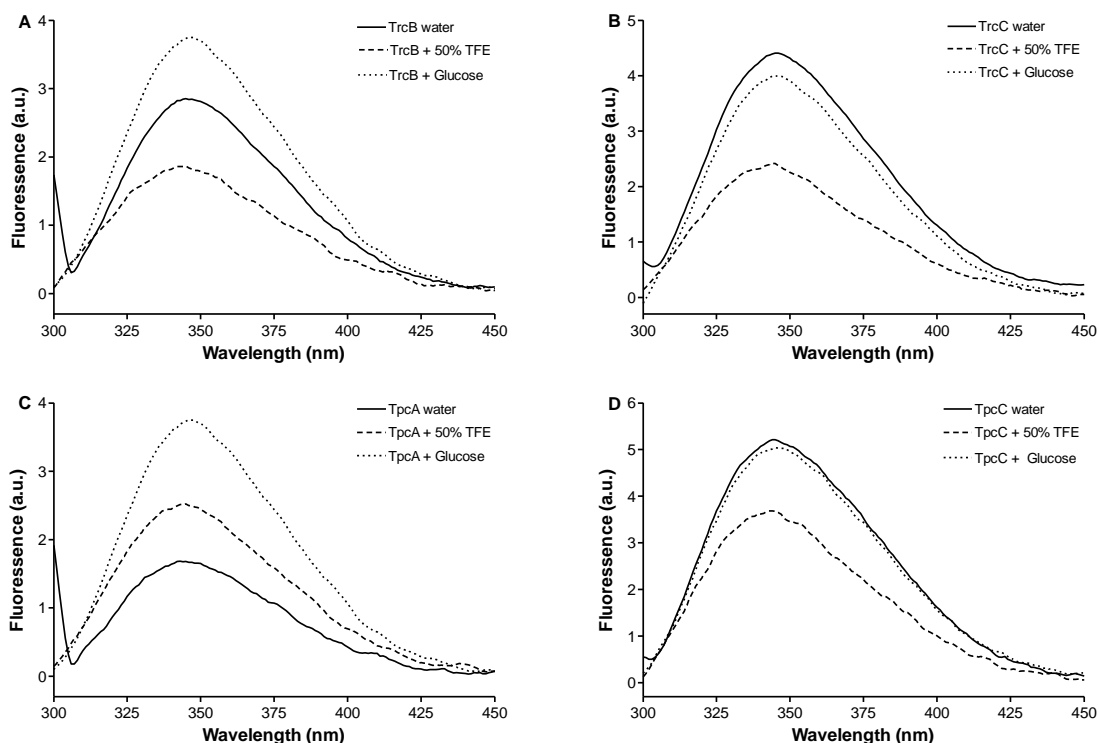 A
4
3
2
1
0
Fluoressence (a.u.)
300 325 350 375 400 425 450
Wavelength (nm)
TrcB water
TrcB + 50% TFE
TrcB + Glucose
B
5
4
3
2
1
0
Fluoressence (a.u.)
300 325 350 375 400 425 450
Wavelength (nm)
TrcC water
TrcC + 50% TFE
TrcC + Glucose
C
4
3
2
1
0
Fluoressence (a.u.)
300 325 350 375 400 425 450
Wavelength (nm)
TpcA water
TpcA + 50% TFE
TpcA + Glucose
D
6
5
4
3
2
1
0
Fluoressence (a.u.)
300 325 350 375 400 425 450
Wavelength (nm)
TpcC water
TpcC + 50% TFE
TpcC + Glucose